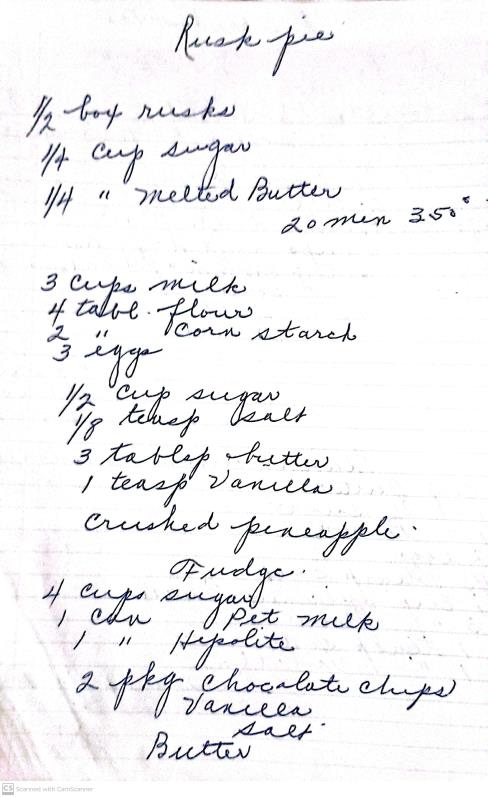 Rusk pie
1/2 box rusks
1/4 cup sugar
1/4 " melted Butter
20 min 350°
3 cups milk
4 tabl. flour
2 " Corn starch
3 eggs
1/2 cup sugar
1/8 teasp salt
3 tablsp butter
1 teasp Vanilla
Crushed pineapple.
Fudge.
4 cups sugar
1 can Pet milk
1 " Hipolite
2 pkg chocolate chips
Vanilla
salt.
Butter
CS Scanned with CamScanner